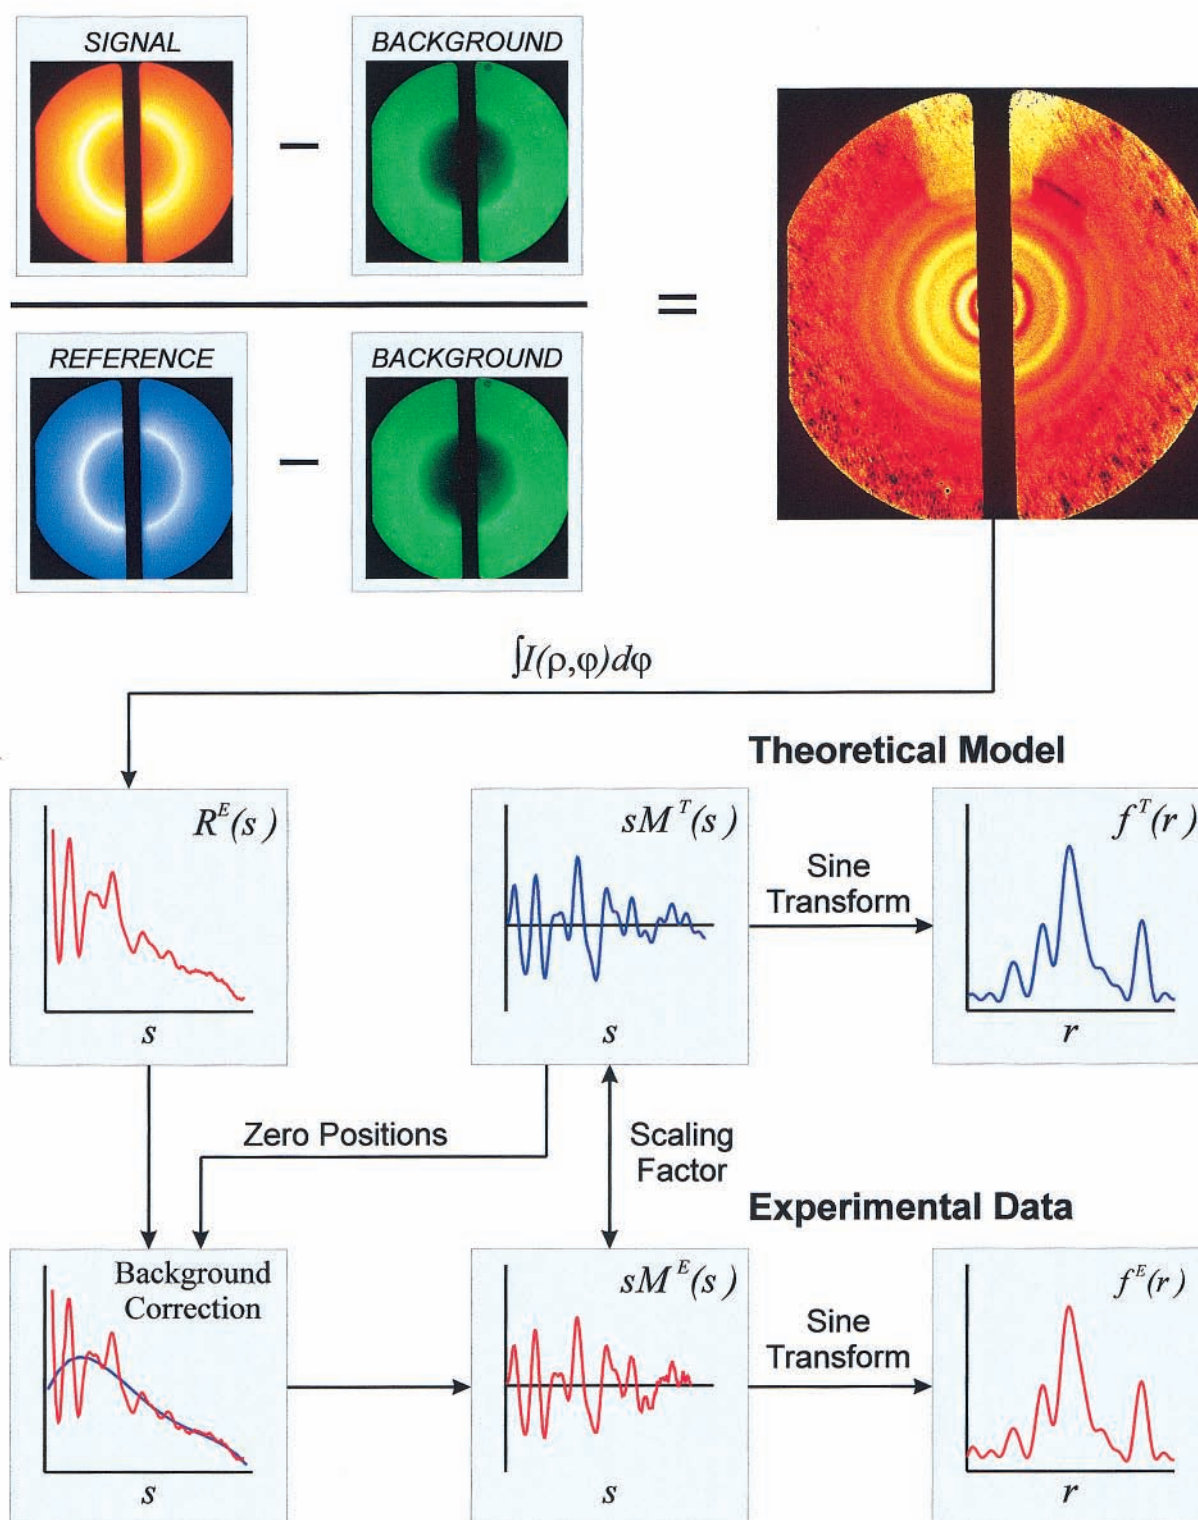 SIGNAL
BACKGROUND
−
=
REFERENCE
BACKGROUND
−
∫I(ρ,φ)dφ
Theoretical Model
R^E(s)
s
sM^T(s)
s
Sine
Transform
f^T(r)
r
Zero Positions
Scaling
Factor
Experimental Data
Background
Correction
s
sM^E(s)
s
Sine
Transform
f^E(r)
r